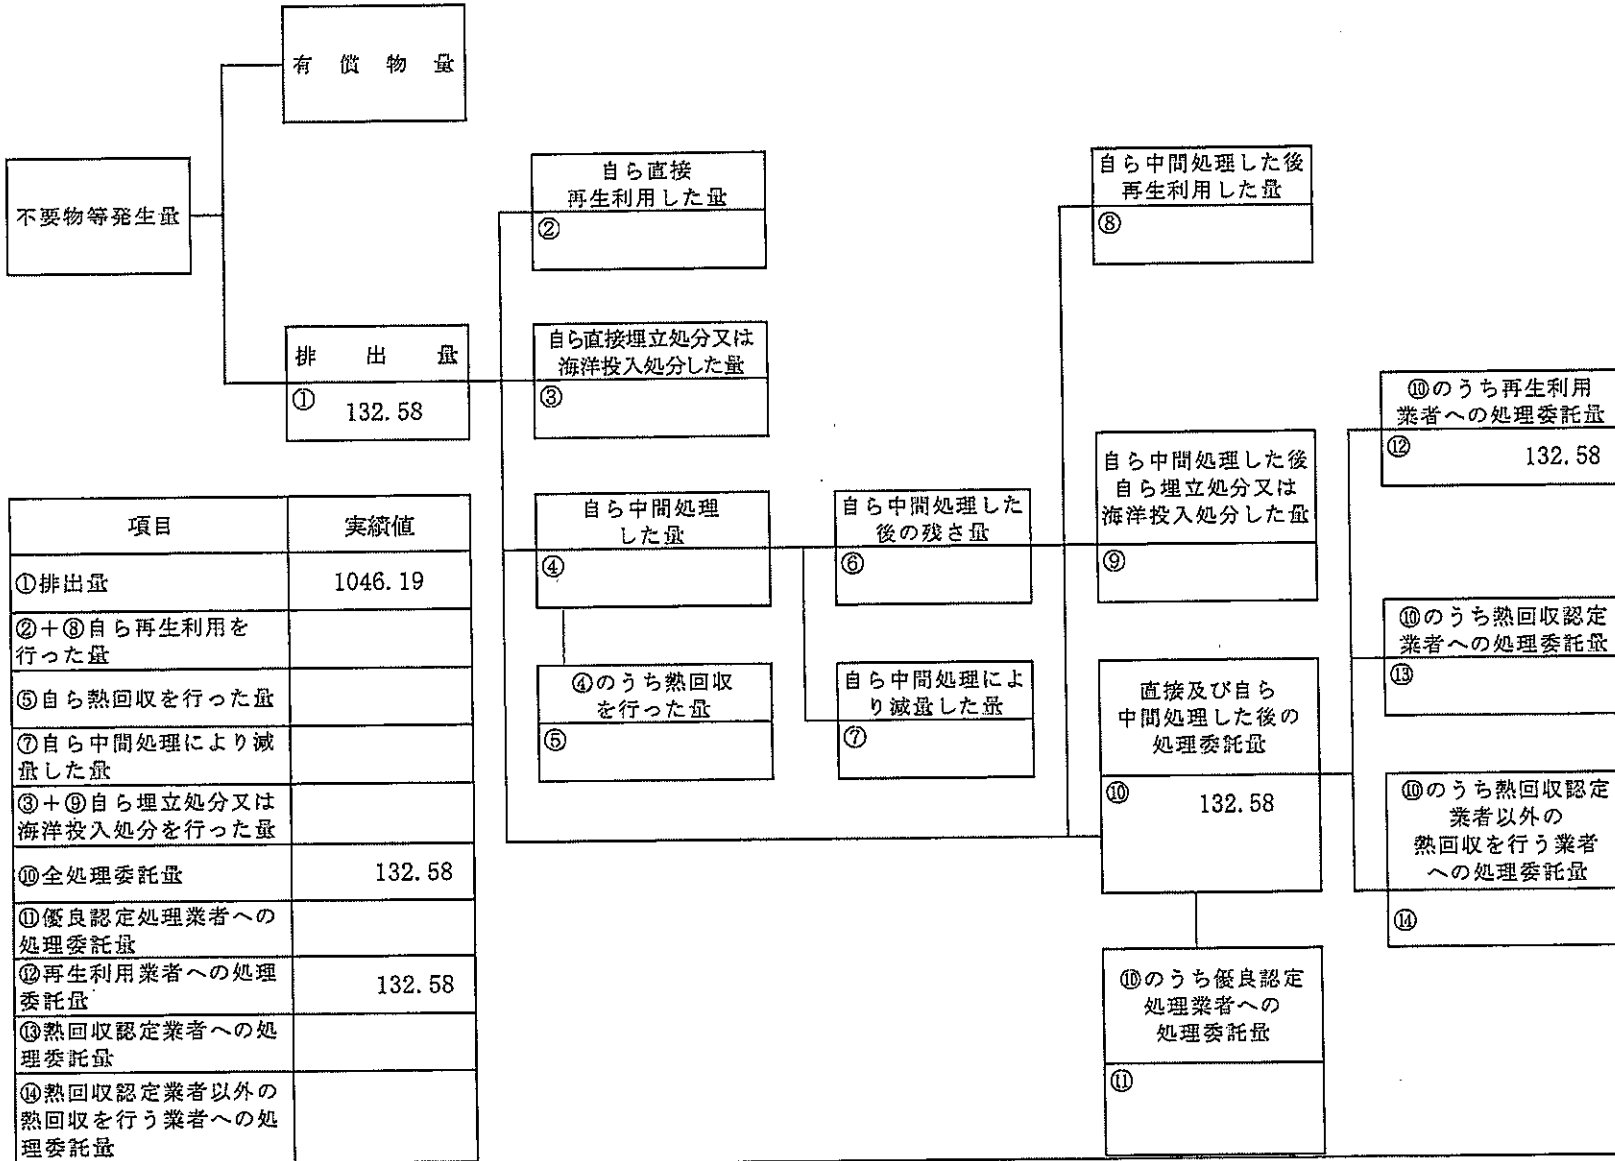 有償物量
不要物等発生量
排出量
① 132.58
自ら直接
再生利用した量
②
自ら直接埋立処分又は
海洋投入処分した量
③
自ら中間処理
した量
④
④のうち熱回収
を行った量
⑤
自ら中間処理した
後の残さ量
⑥
自ら中間処理によ
り減量した量
⑦
自ら中間処理した後
再生利用した量
⑧
自ら中間処理した後
自ら埋立処分又は
海洋投入処分した量
⑨
直接及び自ら
中間処理した後の
処理委託量
⑩ 132.58
⑩のうち優良認定
処理業者への
処理委託量
⑪
⑩のうち再生利用
業者への処理委託量
⑫ 132.58
⑩のうち熱回収認定
業者への処理委託量
⑬
⑩のうち熱回収認定
業者以外の
熱回収を行う業者
への処理委託量
⑭
項目 実績値
①排出量 1046.19
②+⑧自ら再生利用を
行った量
⑤自ら熱回収を行った量
⑦自ら中間処理により減
量した量
③+⑨自ら埋立処分又は
海洋投入処分を行った量
⑩全処理委託量 132.58
⑪優良認定処理業者への
処理委託量
⑫再生利用業者への処理
委託量 132.58
⑬熱回収認定業者への処
理委託量
⑭熱回収認定業者以外の
熱回収を行う業者への処
理委託量